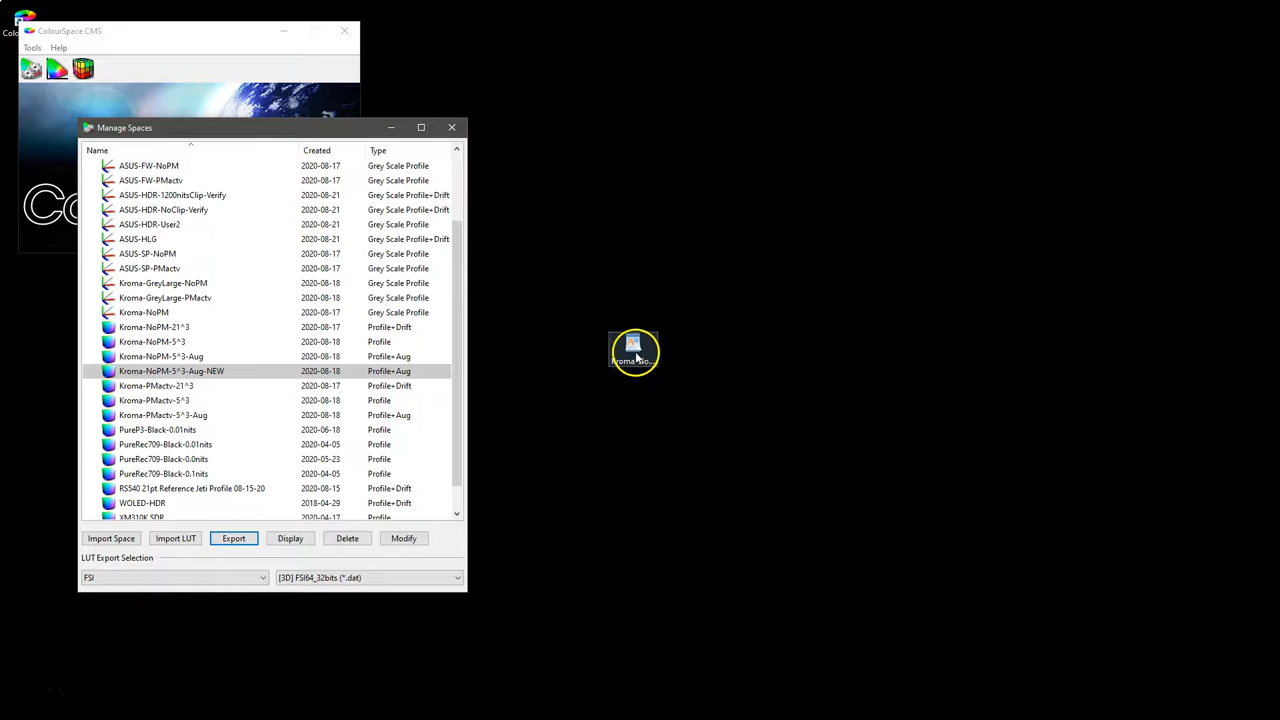 ColourSpace CMS
Tools Help
Manage Spaces
Name Created Type
ASUS-FW-NoPM 2020-08-17 Grey Scale Profile
ASUS-FW-PMactv 2020-08-17 Grey Scale Profile
ASUS-HDR-1200nitsClip-Verify 2020-08-21 Grey Scale Profile+Drift
ASUS-HDR-NoClip-Verify 2020-08-21 Grey Scale Profile+Drift
ASUS-HDR-User2 2020-08-21 Grey Scale Profile
ASUS-HLG 2020-08-21 Grey Scale Profile+Drift
ASUS-SP-NoPM 2020-08-17 Grey Scale Profile
ASUS-SP-PMactv 2020-08-17 Grey Scale Profile
Kroma-GreyLarge-NoPM 2020-08-18 Grey Scale Profile
Kroma-GreyLarge-PMactv 2020-08-18 Grey Scale Profile
Kroma-NoPM 2020-08-18 Grey Scale Profile
Kroma-NoPM-21^3 2020-08-17 Profile+Drift
Kroma-NoPM-5^3 2020-08-18 Profile
Kroma-NoPM-5^3-Aug 2020-08-18 Profile+Aug
Kroma-NoPM-5^3-Aug-NEW 2020-08-18 Profile+Aug
Kroma-PMactv-21^3 2020-08-17 Profile+Drift
Kroma-PMactv-5^3 2020-08-18 Profile
Kroma-PMactv-5^3-Aug 2020-08-18 Profile+Aug
PureP3-Black-0.01nits 2020-06-18 Profile
PureRec709-Black-0.01nits 2020-04-05 Profile
PureRec709-Black-0.0nits 2020-05-23 Profile
PureRec709-Black-0.1nits 2020-04-05 Profile
RS540 21pt Reference Jeti Profile 08-15-20 2020-08-15 Profile+Drift
WOLED-HDR 2018-04-29 Profile+Drift
XM310K SDR 2020-04-17 Profile
Import Space Import LUT Export Display Delete Modify
LUT Export Selection
FSI [3D] FSI64_32bits (*.dat)
Co